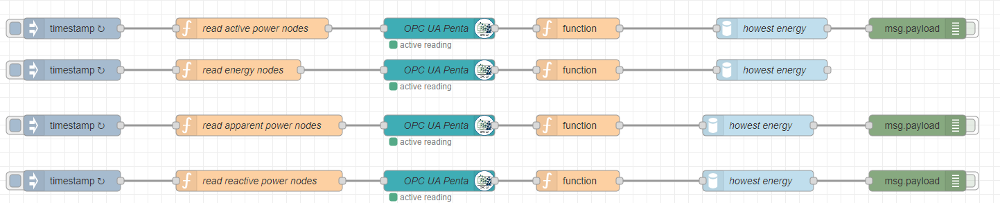 timestamp ↻ read active power nodes OPC UA Penta function howest energy msg.payload
active reading
timestamp ↻ read energy nodes OPC UA Penta function howest energy
active reading
timestamp ↻ read apparent power nodes OPC UA Penta function howest energy msg.payload
active reading
timestamp ↻ read reactive power nodes OPC UA Penta function howest energy msg.payload
active reading